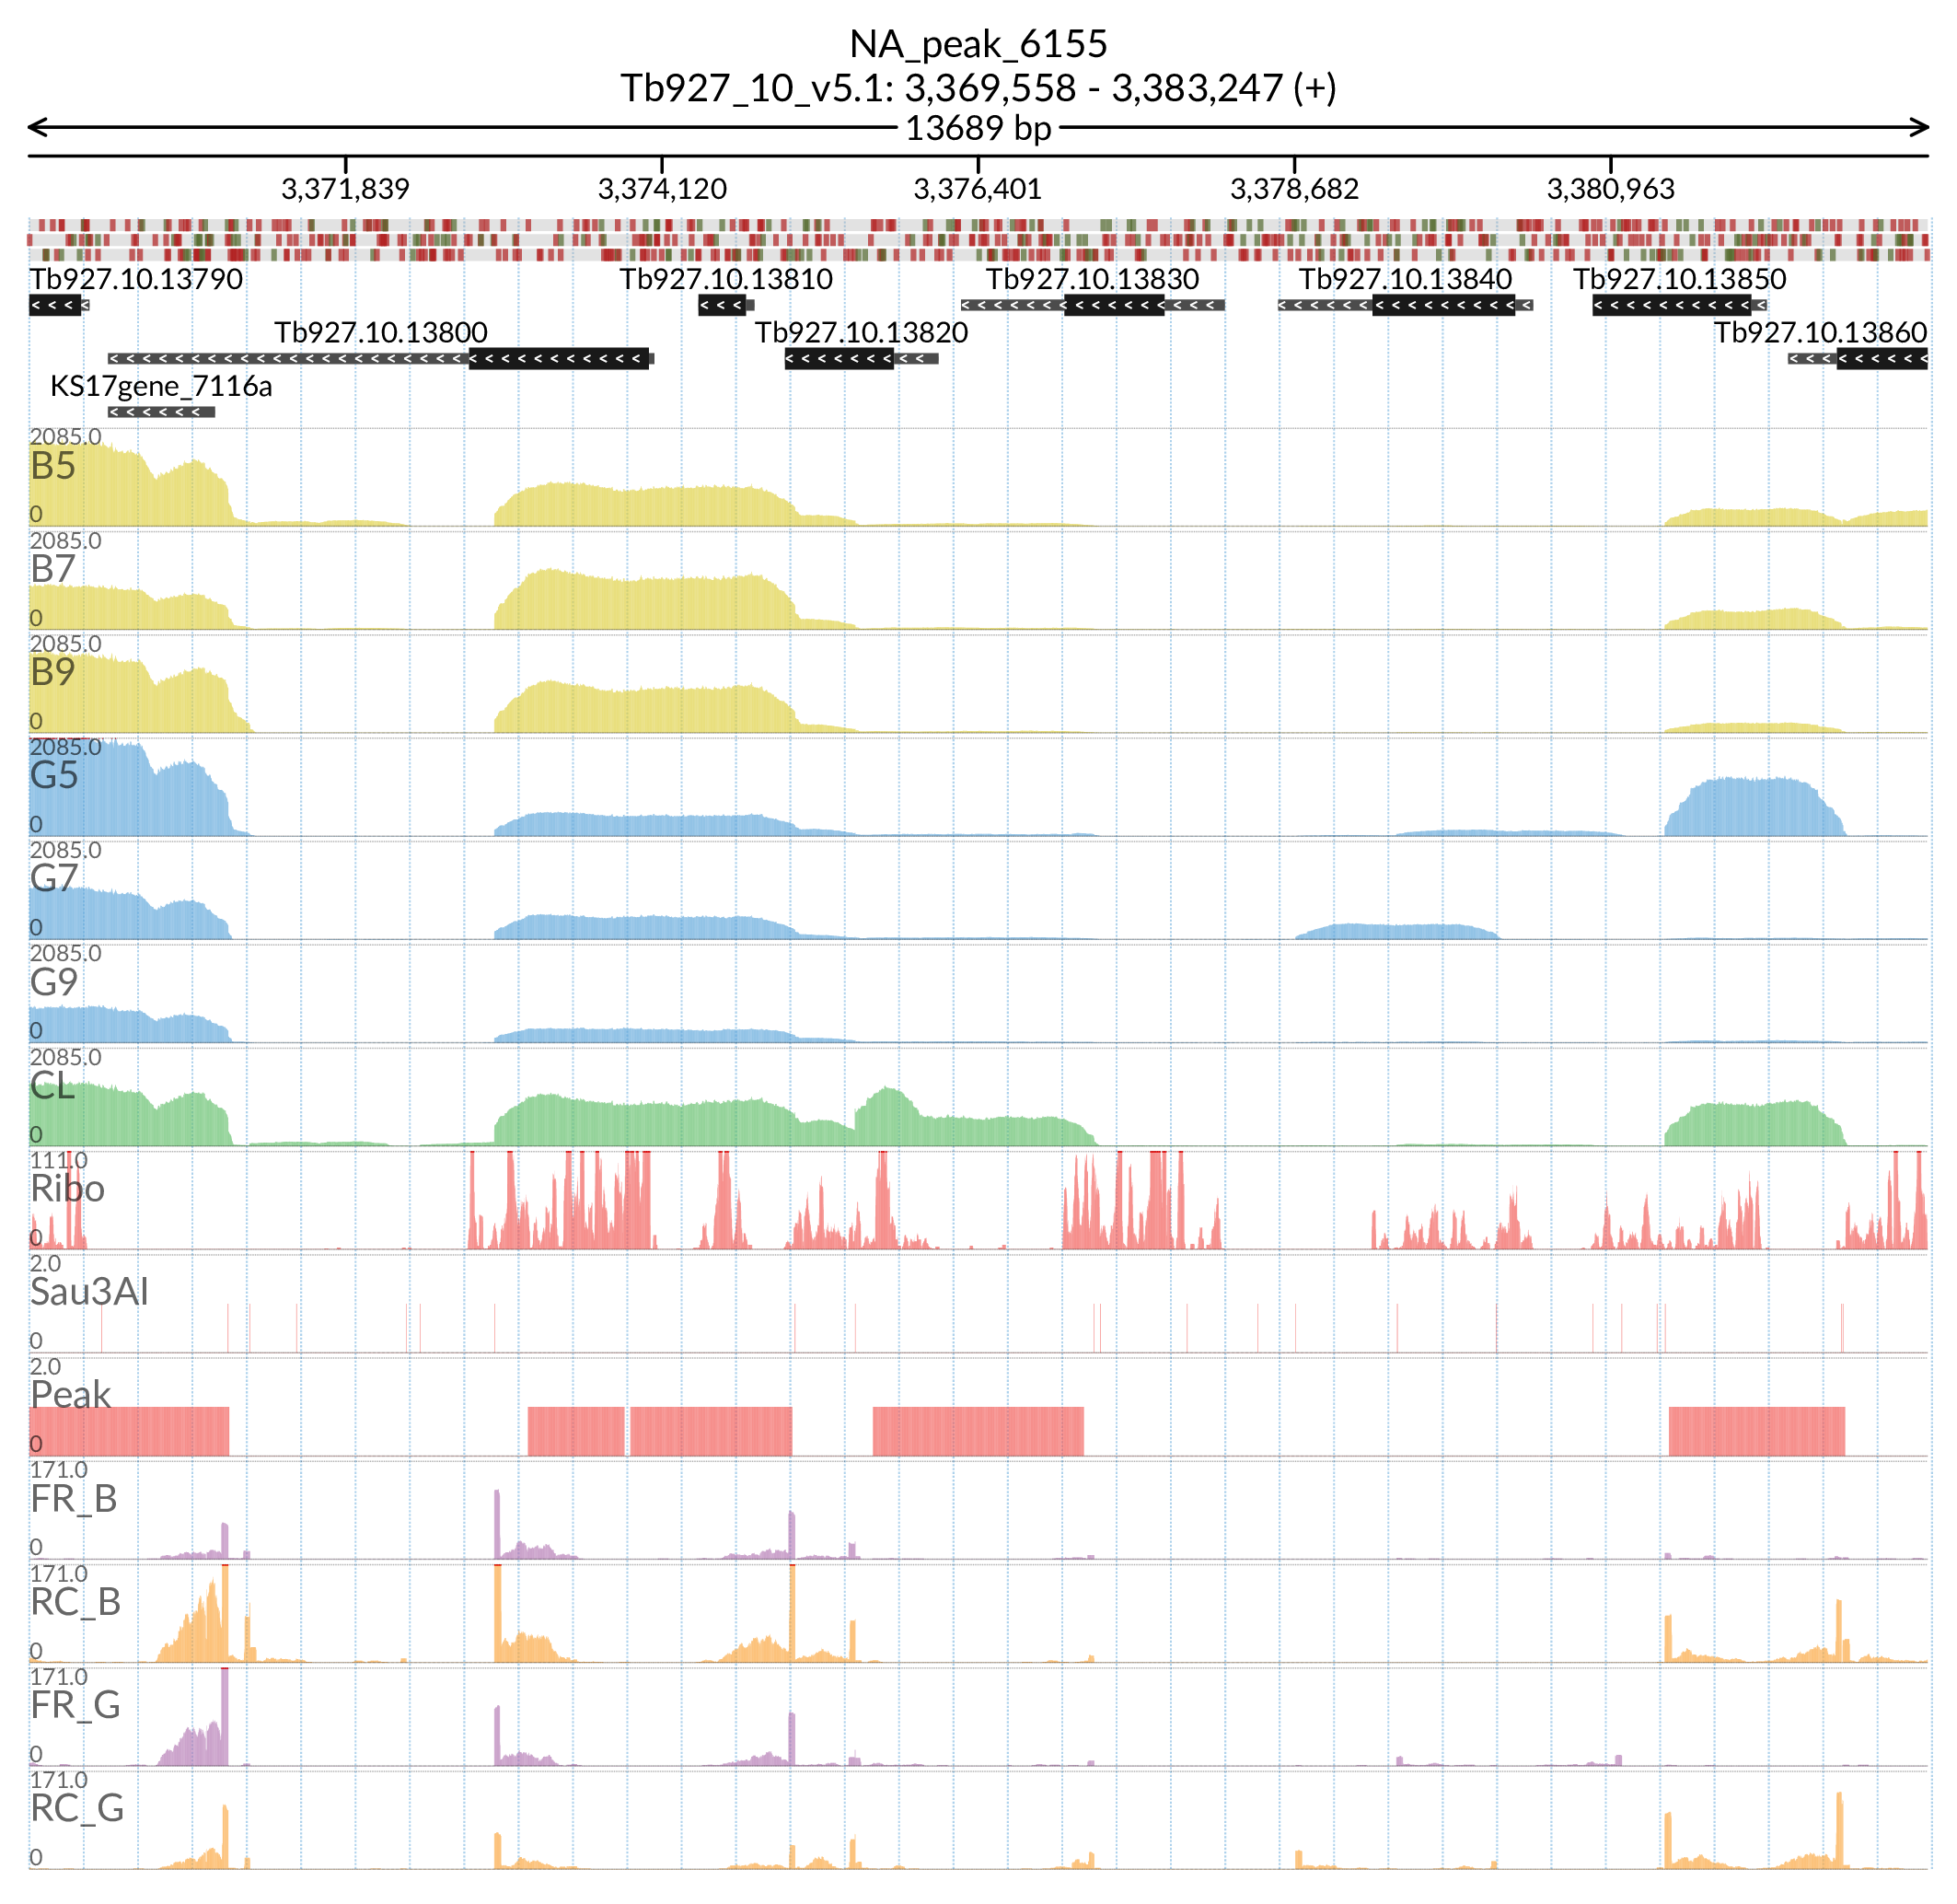 NA_peak_6155
Tb927_10_v5.1: 3,369,558 - 3,383,247 (+)
13689 bp
3,371,839 3,374,120 3,376,401 3,378,682 3,380,963
Tb927.10.13790 Tb927.10.13810 Tb927.10.13830 Tb927.10.13840 Tb927.10.13850
Tb927.10.13800 Tb927.10.13820 Tb927.10.13860
KS17gene_7116a
2085.0
B5
0
2085.0
B7
0
2085.0
B9
0
2085.0
G5
0
2085.0
G7
0
2085.0
G9
0
2085.0
CL
0
111.0
Ribo
0
2.0
Sau3AI
0
2.0
Peak
0
171.0
FR_B
0
171.0
RC_B
0
171.0
FR_G
0
171.0
RC_G
0